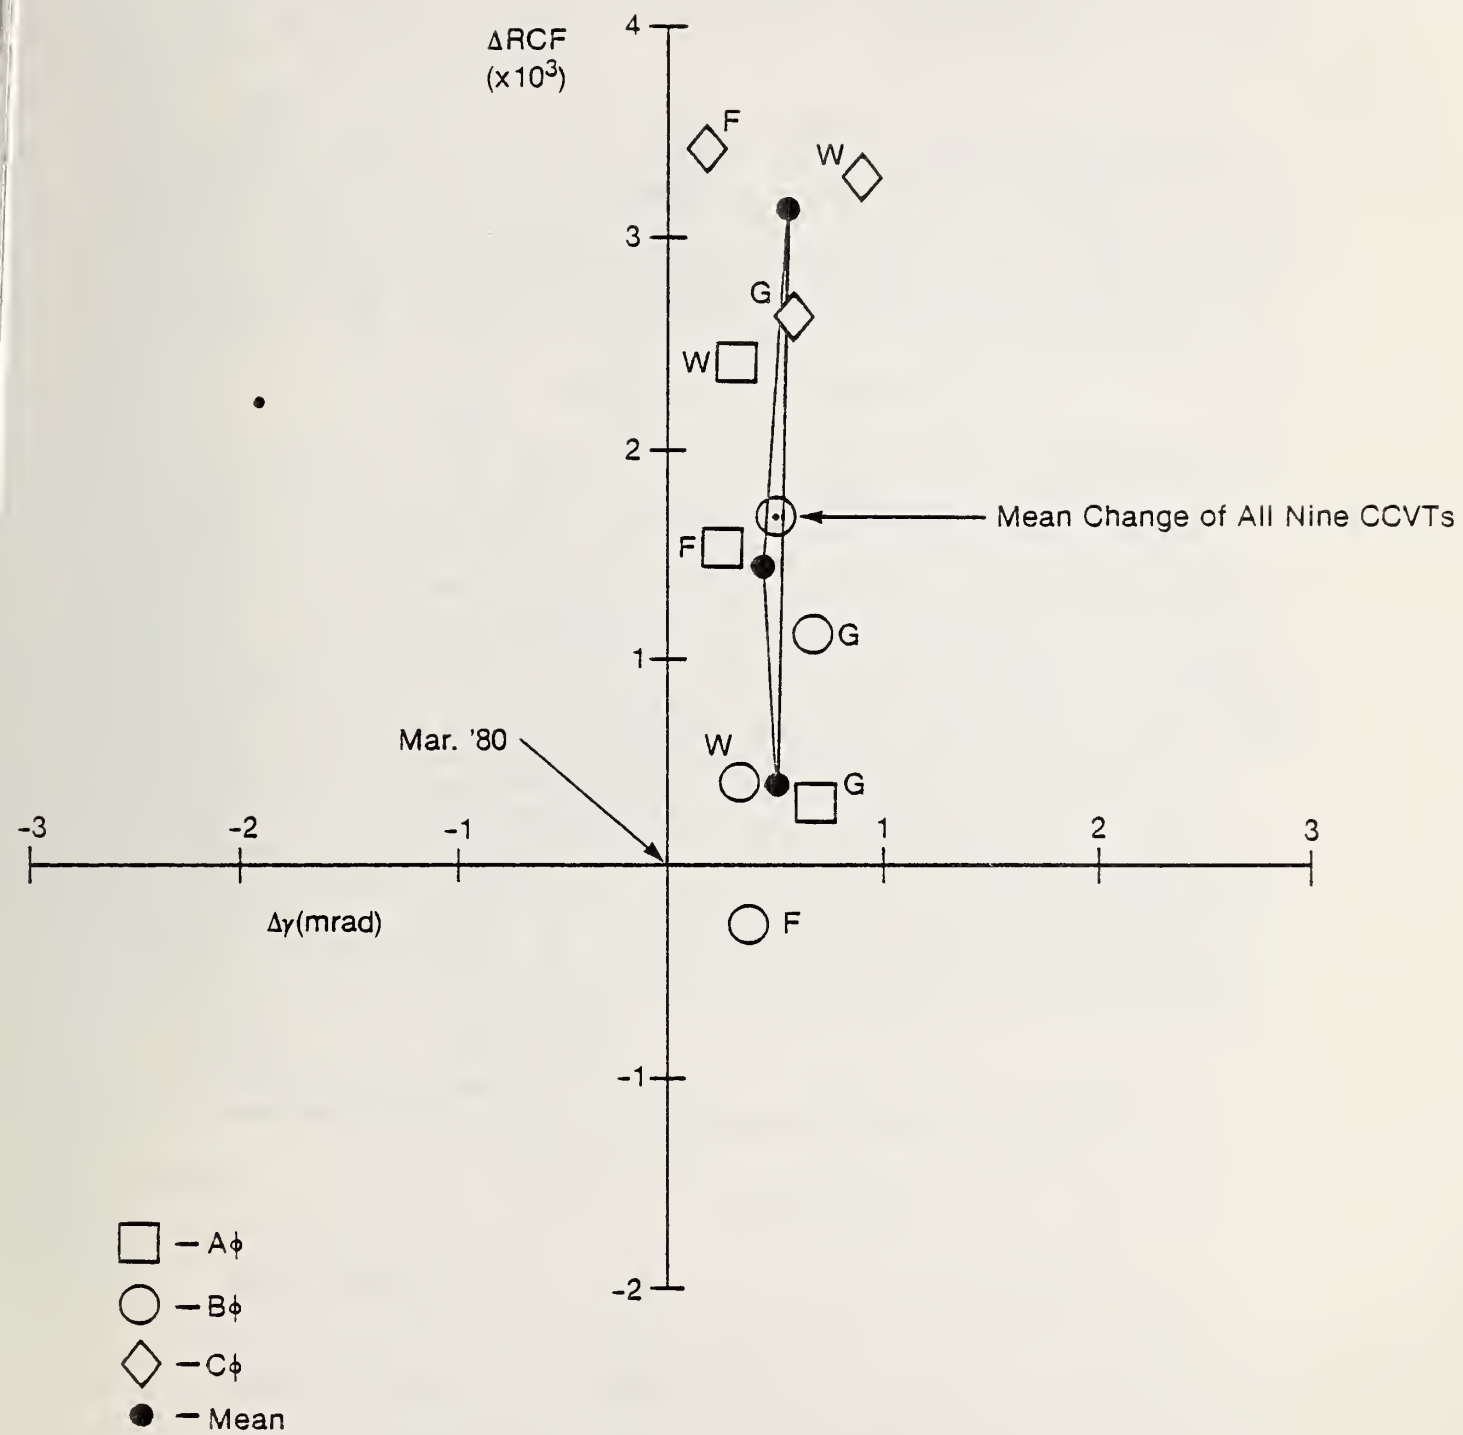 ΔRCF
(x10³)
4
F
W
3
G
W
2
Mean Change of All Nine CCVTs
F
G
1
Mar. '80
W
G
-3 -2 -1 1 2 3
Δγ(mrad)
F
-1
-2
— Aϕ
— Bϕ
— Cϕ
— Mean